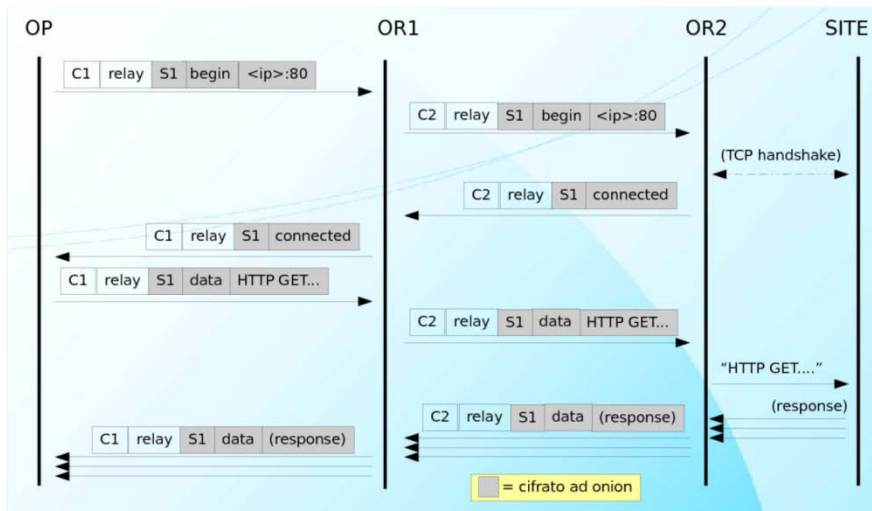 OP OR1 OR2 SITE
C1 relay S1 begin <ip>:80
C2 relay S1 begin <ip>:80
(TCP handshake)
C2 relay S1 connected
C1 relay S1 connected
C1 relay S1 data HTTP GET...
C2 relay S1 data HTTP GET...
“HTTP GET....”
(response)
C2 relay S1 data (response)
C1 relay S1 data (response)
= cifrato ad onion